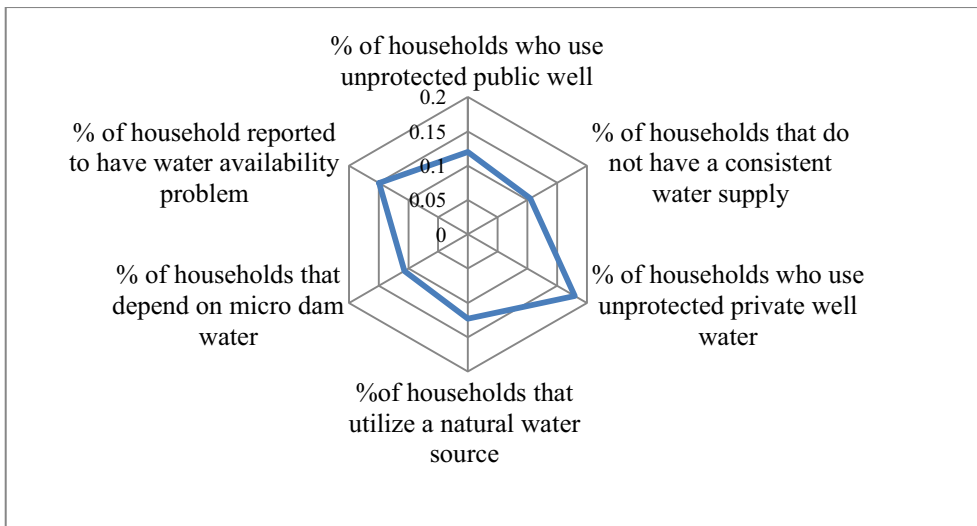 % of households who use
unprotected public well
0.2
0.15
0.1
0.05
0
% of households that do
not have a consistent
water supply
% of households who use
unprotected private well
water
%of households that
utilize a natural water
source
% of households that
depend on micro dam
water
% of household reported
to have water availability
problem